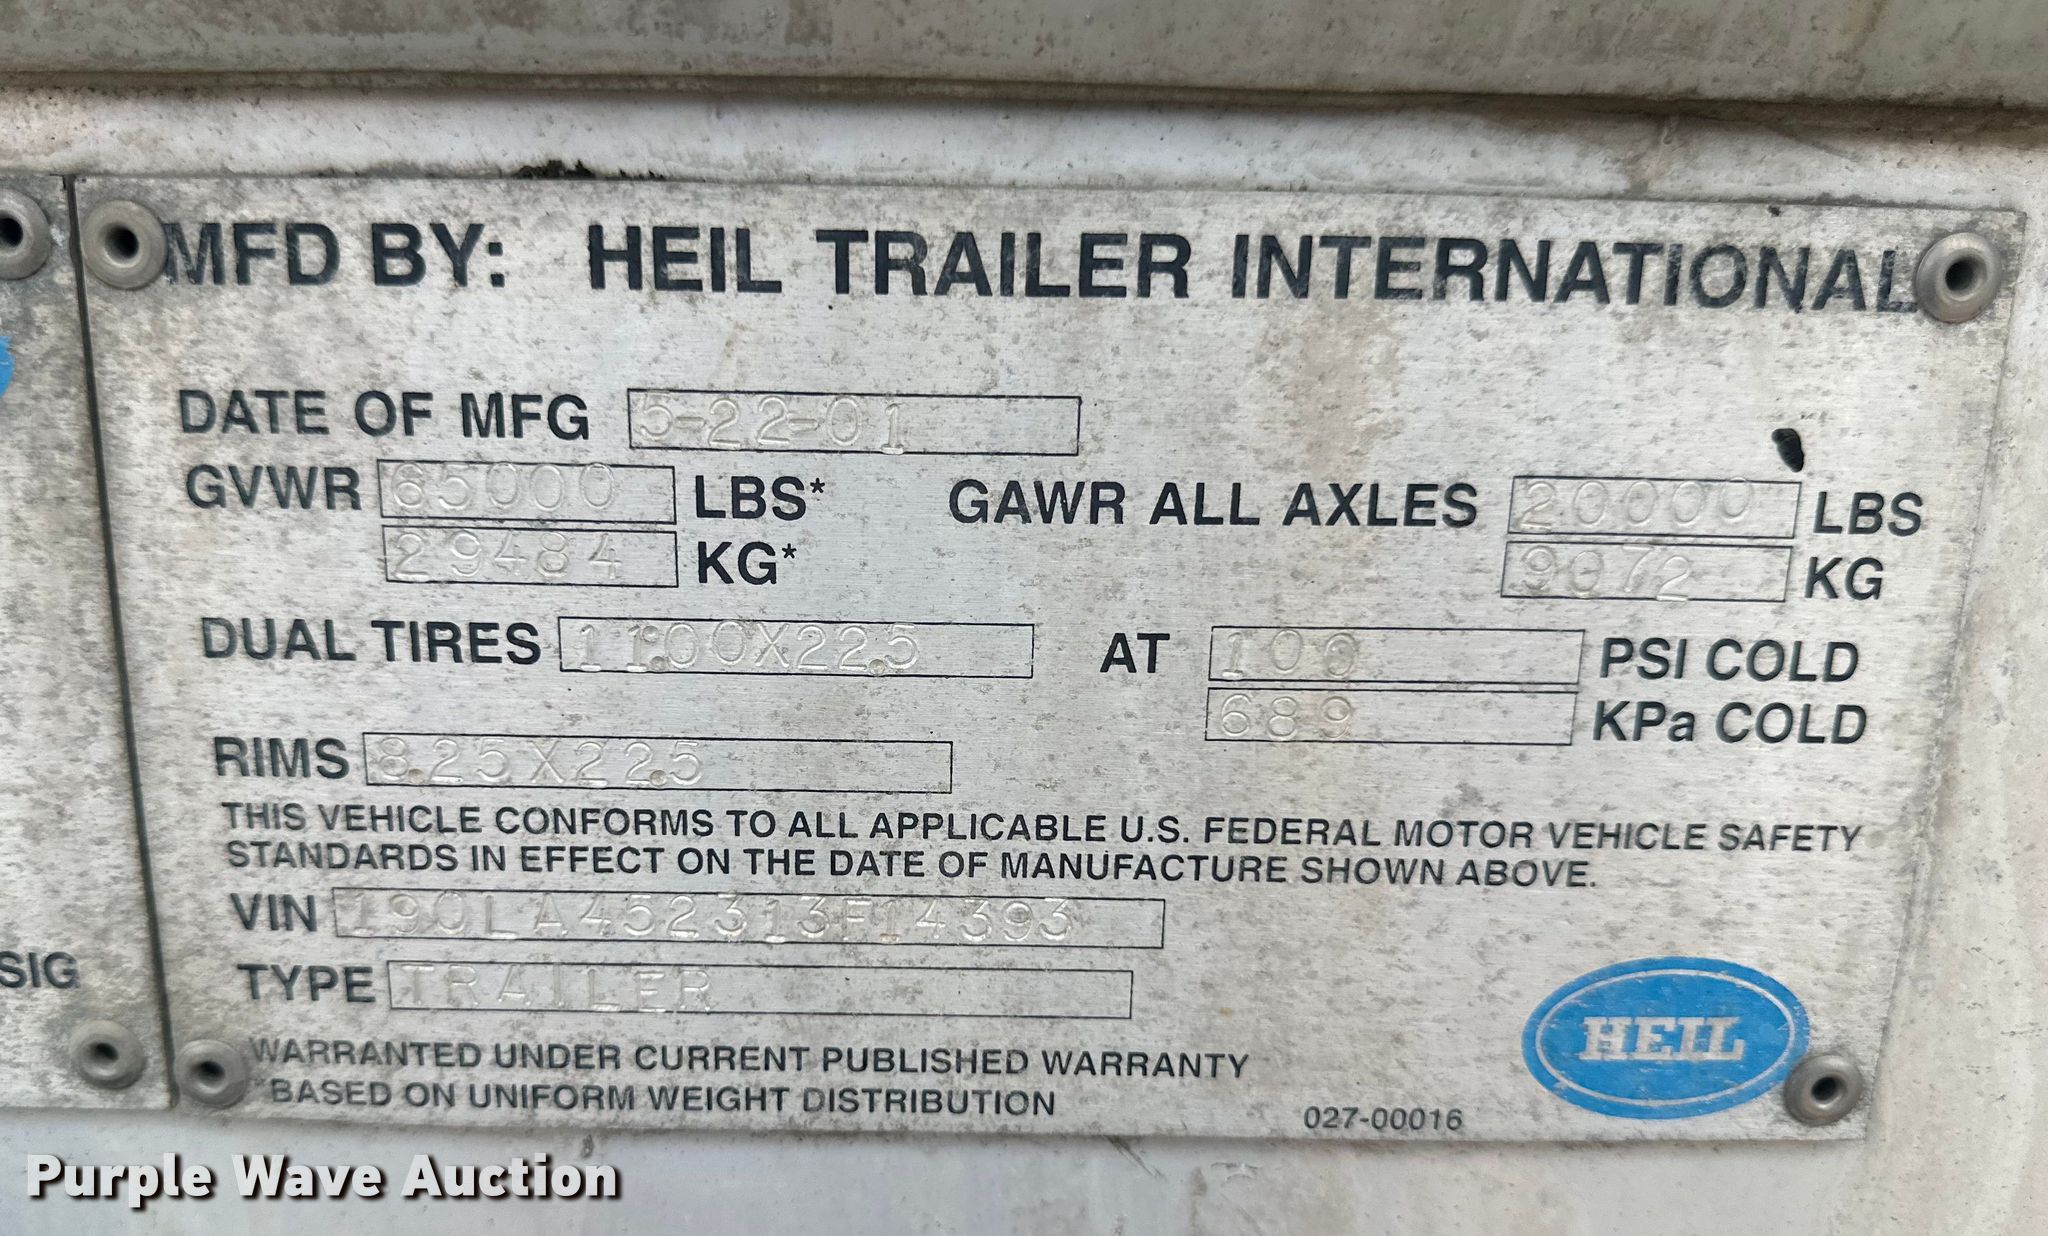 MFD BY: HEIL TRAILER INTERNATIONAL
DATE OF MFG 5-22-01
GVWR 65000 LBS* GAWR ALL AXLES 20000 LBS
29484 KG* 9072 KG
DUAL TIRES 11.00X22.5 AT 100 PSI COLD
689 KPa COLD
RIMS 8.25X22.5
THIS VEHICLE CONFORMS TO ALL APPLICABLE U.S. FEDERAL MOTOR VEHICLE SAFETY
STANDARDS IN EFFECT ON THE DATE OF MANUFACTURE SHOWN ABOVE.
VIN 190LA452313F14393
SIG
TYPE TRAILER
HEIL
WARRANTED UNDER CURRENT PUBLISHED WARRANTY
*BASED ON UNIFORM WEIGHT DISTRIBUTION
027-00016
Purple Wave Auction